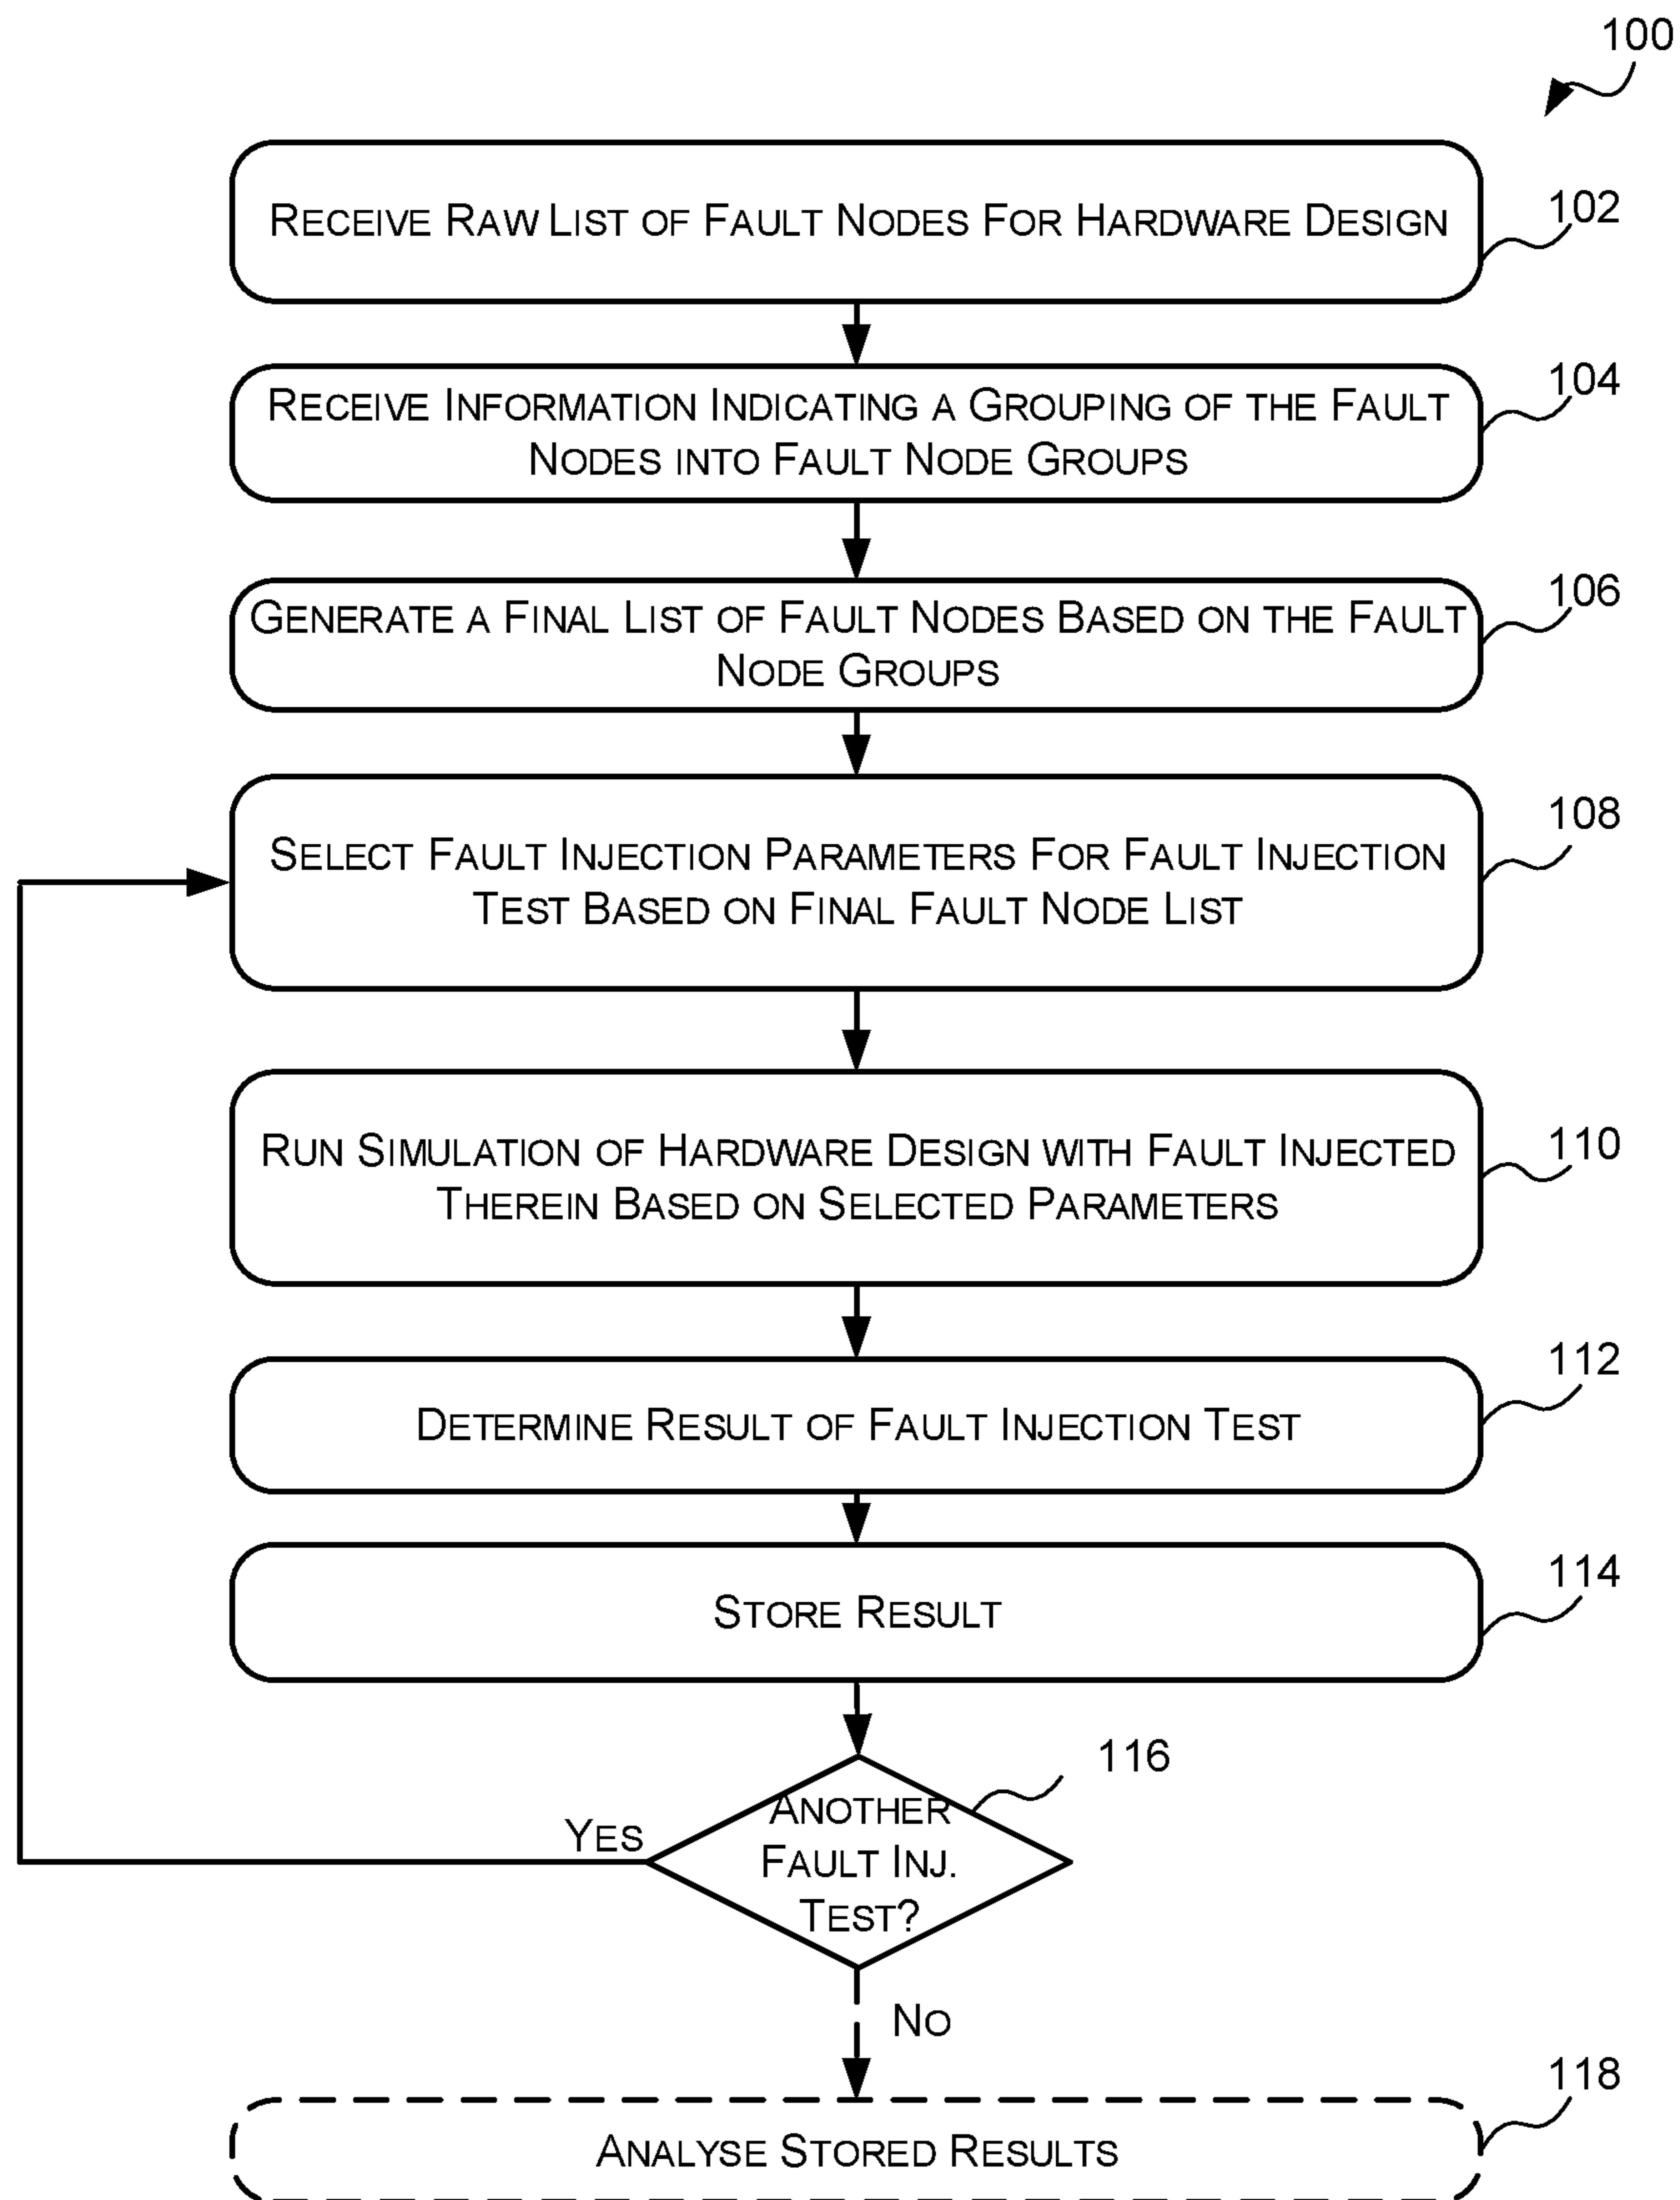 100
RECEIVE RAW LIST OF FAULT NODES FOR HARDWARE DESIGN
102
RECEIVE INFORMATION INDICATING A GROUPING OF THE FAULT
NODES INTO FAULT NODE GROUPS
104
GENERATE A FINAL LIST OF FAULT NODES BASED ON THE FAULT
NODE GROUPS
106
SELECT FAULT INJECTION PARAMETERS FOR FAULT INJECTION
TEST BASED ON FINAL FAULT NODE LIST
108
RUN SIMULATION OF HARDWARE DESIGN WITH FAULT INJECTED
THEREIN BASED ON SELECTED PARAMETERS
110
DETERMINE RESULT OF FAULT INJECTION TEST
112
STORE RESULT
114
ANOTHER
FAULT INJ.
TEST?
116
YES
NO
ANALYSE STORED RESULTS
118